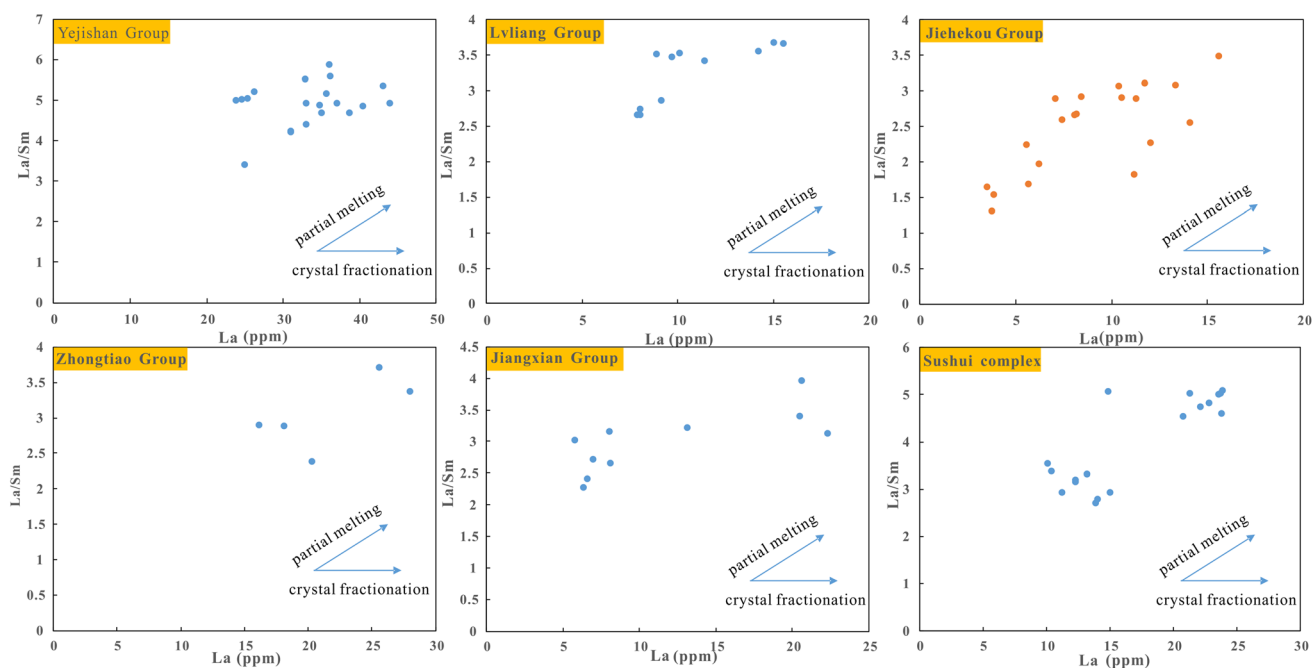 Yejishan Group
7
6
5
4
3
2
1
0
La/Sm
partial melting
crystal fractionation
0 10 20 30 40 50
La (ppm)
Lvliang Group
4
3.5
3
2.5
2
1.5
1
0.5
0
La/Sm
partial melting
crystal fractionation
0 5 10 15 20
La (ppm)
Jiehekou Group
4
3.5
3
2.5
2
1.5
1
0.5
0
La/Sm
partial melting
crystal fractionation
0 5 10 15 20
La(ppm)
Zhongtiao Group
4
3.5
3
2.5
2
1.5
1
0.5
0
La/Sm
partial melting
crystal fractionation
0 5 10 15 20 25 30
La (ppm)
Jiangxian Group
4.5
4
3.5
3
2.5
2
1.5
1
0.5
0
La/Sm
partial melting
crystal fractionation
0 5 10 15 20 25
La (ppm)
Sushui complex
6
5
4
3
2
1
0
La/Sm
partial melting
crystal fractionation
0 5 10 15 20 25 30
La (ppm)